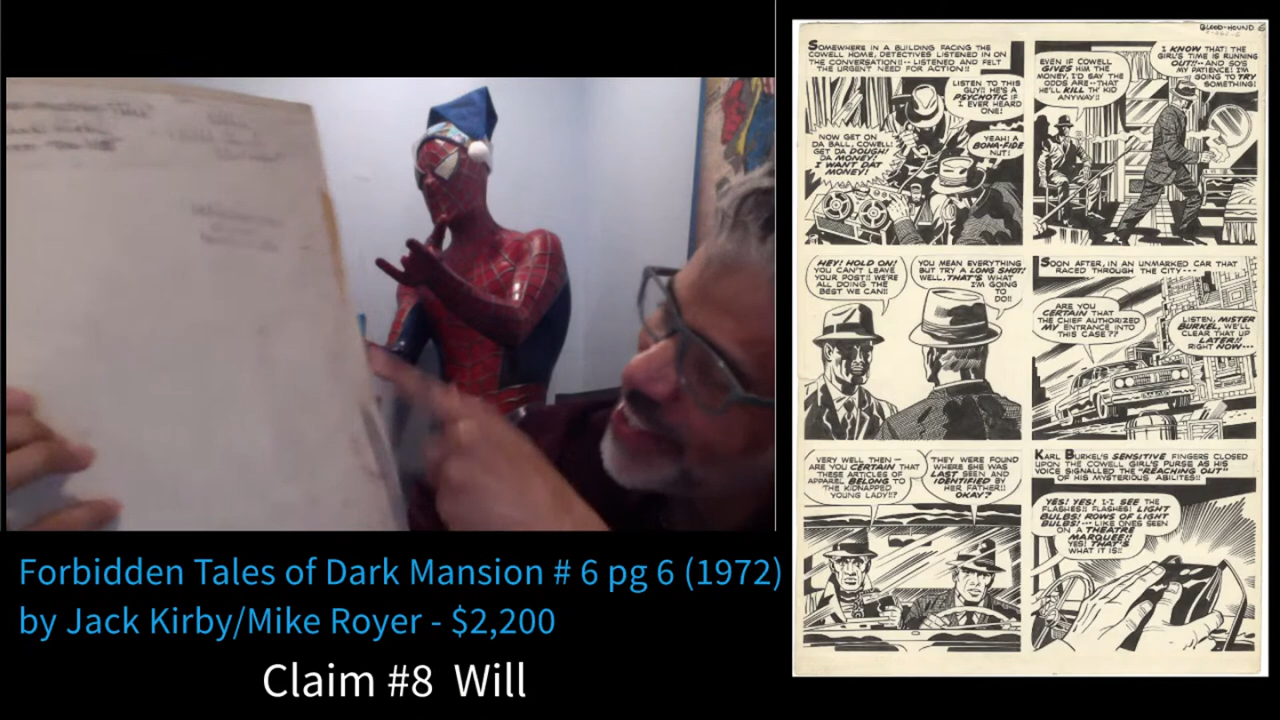 Forbidden Tales of Dark Mansion # 6 pg 6 (1972)
by Jack Kirby/Mike Royer - $2,200
Claim #8 Will
BLOOD-HOUND 6
SOMEWHERE IN A BUILDING FACING THE
COWELL HOME, DETECTIVES LISTENED IN ON
THE CONVERSATION!!-- LISTENED AND FELT
THE URGENT NEED FOR ACTION!!
LISTEN TO THIS
GUY!! HE'S A
PSYCHOTIC IF
I EVER HEARD
ONE!
NOW GET ON
DA BALL, COWELL!
GET DA DOUGH!
DA MONEY!
I WANT DAT
MONEY!
YEAH! A
BONA-FIDE
NUT!
EVEN IF COWELL
GIVES HIM THE
MONEY, I'D SAY THE
ODDS ARE--THAT
HE'LL KILL TH' KID
ANYWAY!!
I KNOW THAT! THE
GIRL'S TIME IS RUNNING
OUT!!--AND SO'S
MY PATIENCE! I'M
GOING TO TRY
SOMETHING!
HEY! HOLD ON!
YOU CAN'T LEAVE
YOUR POST!! WE'RE
ALL DOING THE
BEST WE CAN!!
YOU MEAN EVERYTHING
BUT TRY A LONG SHOT!
WELL, THAT'S WHAT
I'M GOING
TO
DO!!
SOON AFTER, IN AN UNMARKED CAR THAT
RACED THROUGH THE CITY---
ARE YOU
CERTAIN THAT
THE CHIEF AUTHORIZED
MY ENTRANCE INTO
THIS CASE??
LISTEN, MISTER
BURKEL, WE'LL
CLEAR THAT UP
LATER!!
RIGHT NOW---
VERY WELL THEN--
ARE YOU CERTAIN THAT
THESE ARTICLES OF
APPAREL BELONG TO
THE KIDNAPPED
YOUNG LADY!!?
THEY WERE FOUND
WHERE SHE WAS
LAST SEEN AND
IDENTIFIED BY
HER FATHER!!
OKAY?
KARL BURKEL'S SENSITIVE FINGERS CLOSED
UPON THE COWELL GIRL'S PURSE AS HIS
VOICE SIGNALLED THE "REACHING OUT"
OF HIS MYSTERIOUS ABILITES!!
YES! YES! I-I SEE THE
FLASHES!! FLASHES! LIGHT
BULBS! ROWS OF LIGHT
BULBS!--- LIKE ONES SEEN
ON A THEATRE
MARQUEE!!
YES! THAT'S
WHAT IT IS!!